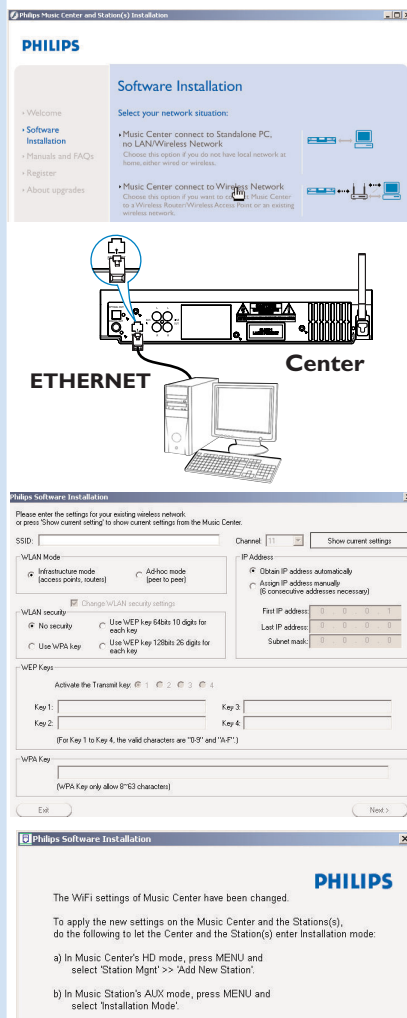 Philips Music Center and Station(s) Installation
PHILIPS
Software Installation
Select your network situation:
Welcome
Software
Installation
Manuals and FAQs
Register
About upgrades
Music Center connect to Standalone PC,
no LAN/Wireless Network
Choose this option if you do not have local network at
home, either wired or wireless.
Music Center connect to Wireless Network
Choose this option if you want to Music Center
to a Wireless Router/Wireless Access Point or an existing
wireless network.
ETHERNET
Center
Philips Software Installation
Please enter the settings for your existing wireless network
or press 'Show current setting' to show current settings from the Music Center.
SSID:
Channel: 11
Show current settings
WLAN Mode
Infrastructure mode
(access points, routes)
Ad-hoc mode
(peer to peer)
IP Address
Obtain IP address automatically
Assign IP address manually
(6 consecutive addresses necessary)
First IP address: 0 . 0 . 0 . 1
Last IP address: 0 . 0 . 0 . 0
Subnet mask: 0 . 0 . 0 . 0
Change WLAN security settings
WLAN security
No security
Use WEP key 64bits 10 digits for
each key
Use WPA key
Use WEP key 128bits 26 digits for
each key
WEP Keys
Activate the Transmit key: 1 2 3 4
Key 1:
Key 3:
Key 2:
Key 4:
(For Key 1 to Key 4, the valid characters are "0-9" and "A-F".)
WPA Key
(WPA Key only allow 8~63 characters)
Exit
Next >
Philips Software Installation
PHILIPS
The WiFi settings of Music Center have been changed.
To apply the new settings on the Music Center and the Stations(s),
do the following to let the Center and the Station(s) enter Installation mode:
a) In Music Center's HD mode, press MENU and
select 'Station Mgnt' >> 'Add New Station'.
b) In Music Station's AUX mode, press MENU and
select 'Installation Mode'.